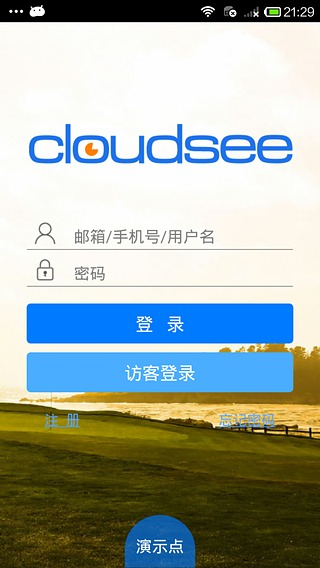 21:29
cloudsee
邮箱/手机号/用户名
密码
登 录
访客登录
注 册
忘记密码
演示点